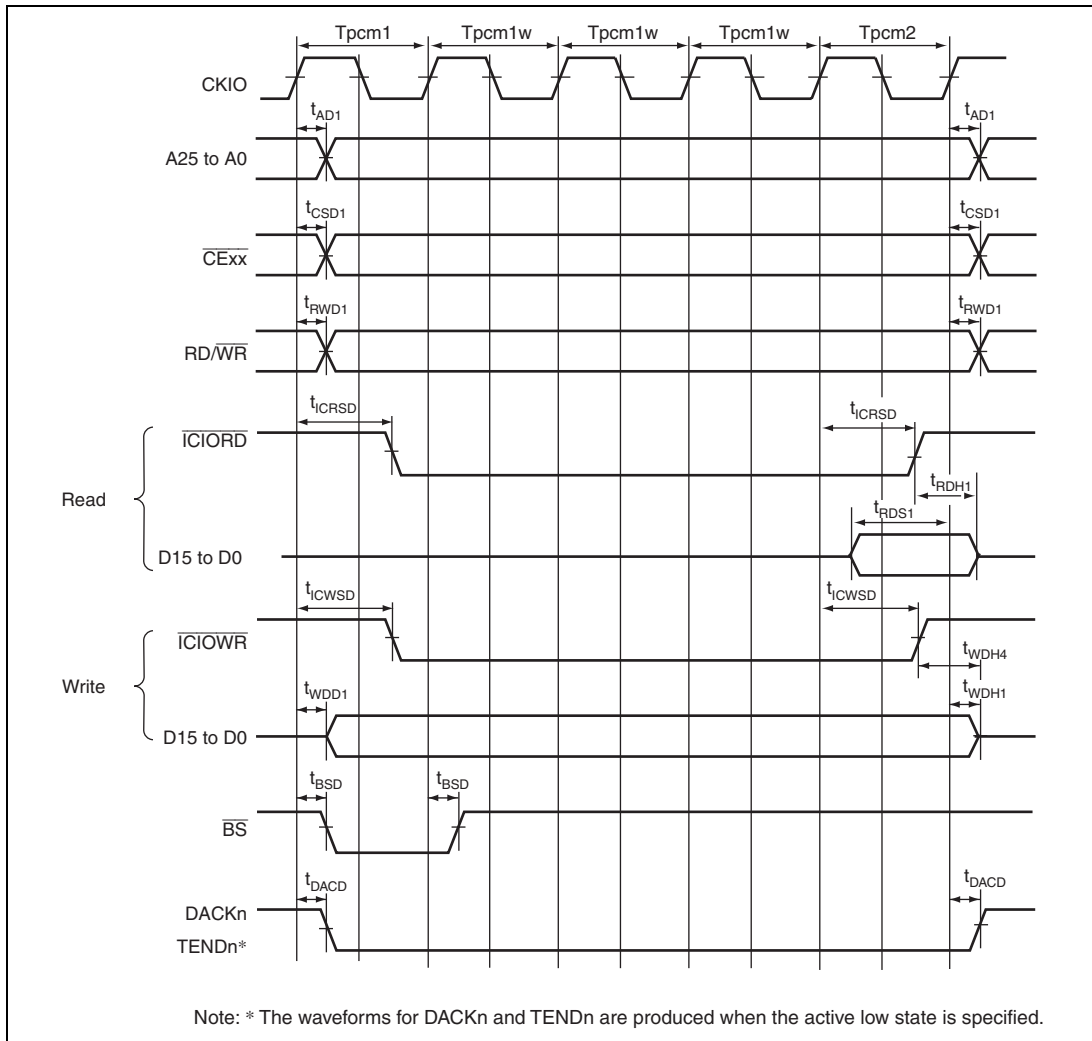 Tpcm1 Tpcm1w Tpcm1w Tpcm1w Tpcm2
CKIO
tAD1 tAD1
A25 to A0
tCSD1 tCSD1
CExx
tRWD1 tRWD1
RD/WR
tICRSD tICRSD
ICIORD
tRDH1
Read
tRDS1
D15 to D0
tICWSD tICWSD
ICIOWR
tWDH4
Write
tWDD1 tWDH1
D15 to D0
tBSD tBSD
BS
tDACD tDACD
DACKn
TENDn*
Note: * The waveforms for DACKn and TENDn are produced when the active low state is specified.